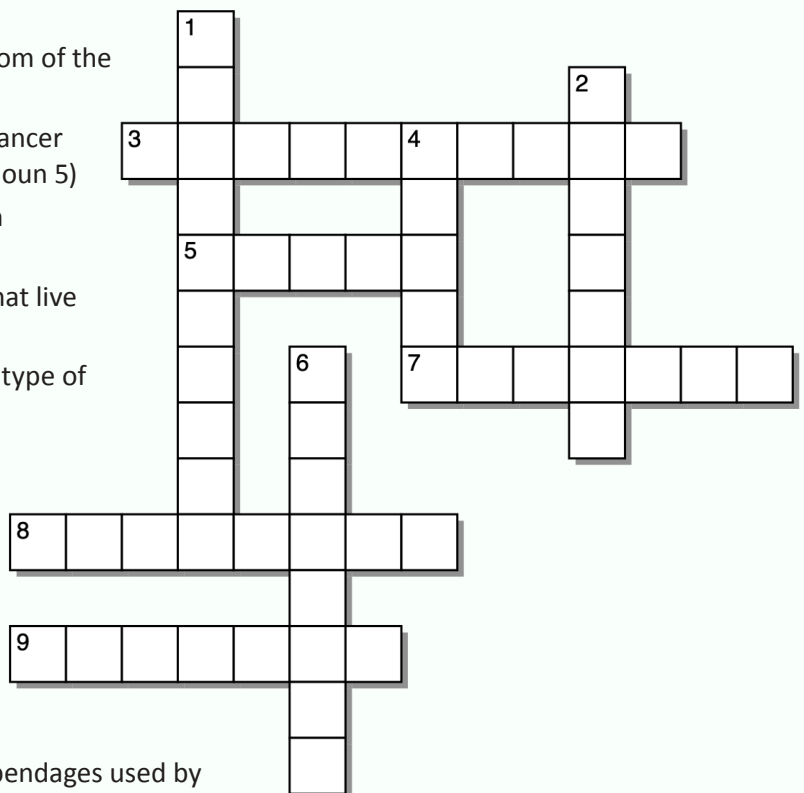 1
om of the
2
ancer
3 4
oun 5)
5
hat live
6 7
type of
8
9
pendages used by